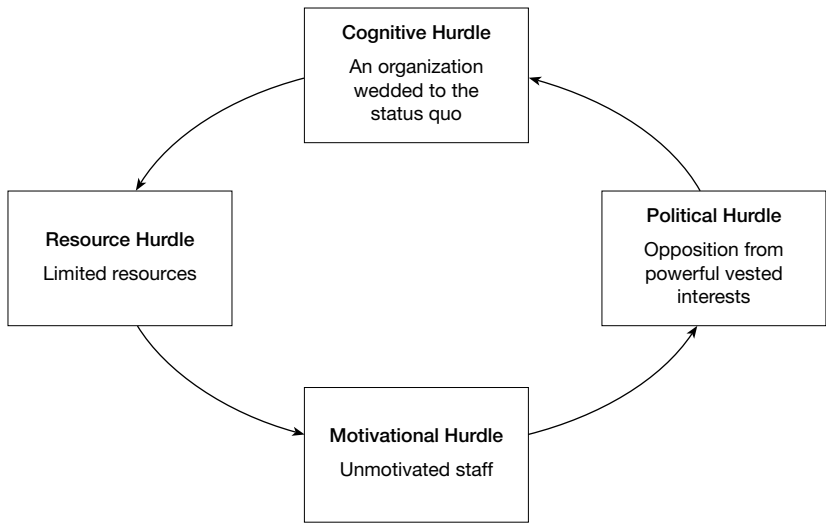 Cognitive Hurdle
An organization
wedded to the
status quo
Resource Hurdle
Limited resources
Political Hurdle
Opposition from
powerful vested
interests
Motivational Hurdle
Unmotivated staff